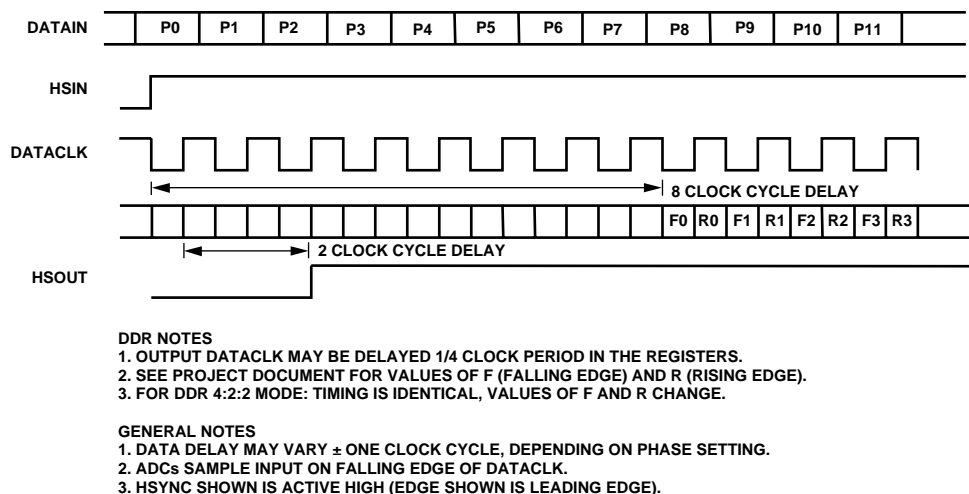 DATAIN P0 P1 P2 P3 P4 P5 P6 P7 P8 P9 P10 P11
HSIN
DATACLK
8 CLOCK CYCLE DELAY
F0 R0 F1 R1 F2 R2 F3 R3
2 CLOCK CYCLE DELAY
HSOUT
DDR NOTES
1. OUTPUT DATACLK MAY BE DELAYED 1/4 CLOCK PERIOD IN THE REGISTERS.
2. SEE PROJECT DOCUMENT FOR VALUES OF F (FALLING EDGE) AND R (RISING EDGE).
3. FOR DDR 4:2:2 MODE: TIMING IS IDENTICAL, VALUES OF F AND R CHANGE.
GENERAL NOTES
1. DATA DELAY MAY VARY ± ONE CLOCK CYCLE, DEPENDING ON PHASE SETTING.
2. ADCs SAMPLE INPUT ON FALLING EDGE OF DATACLK.
3. HSYNC SHOWN IS ACTIVE HIGH (EDGE SHOWN IS LEADING EDGE).